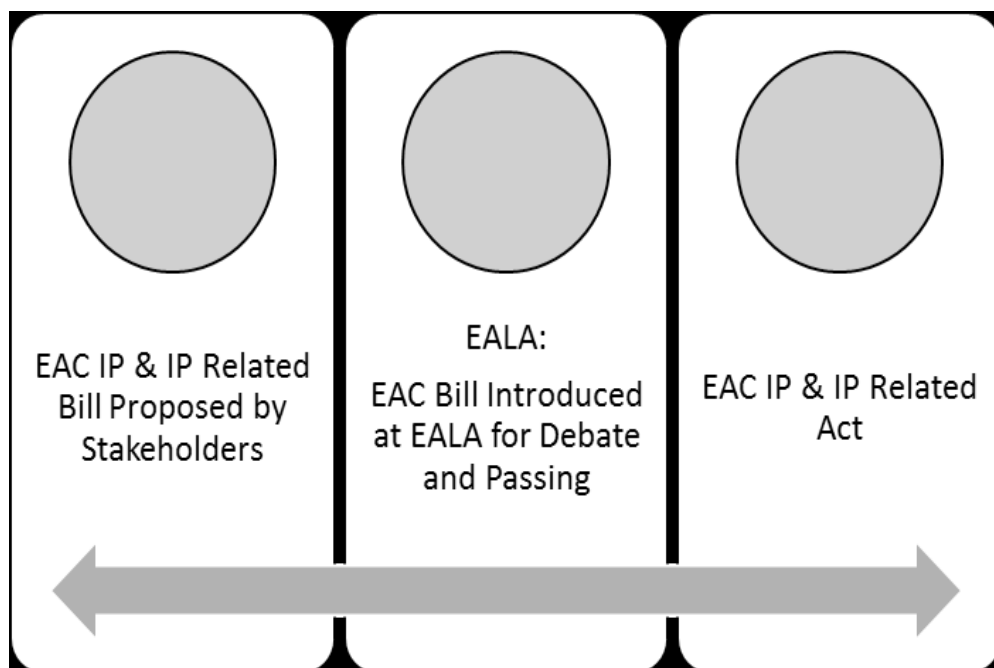 EAC IP & IP Related
Bill Proposed by
Stakeholders
EALA:
EAC Bill Introduced
at EALA for Debate
and Passing
EAC IP & IP Related
Act